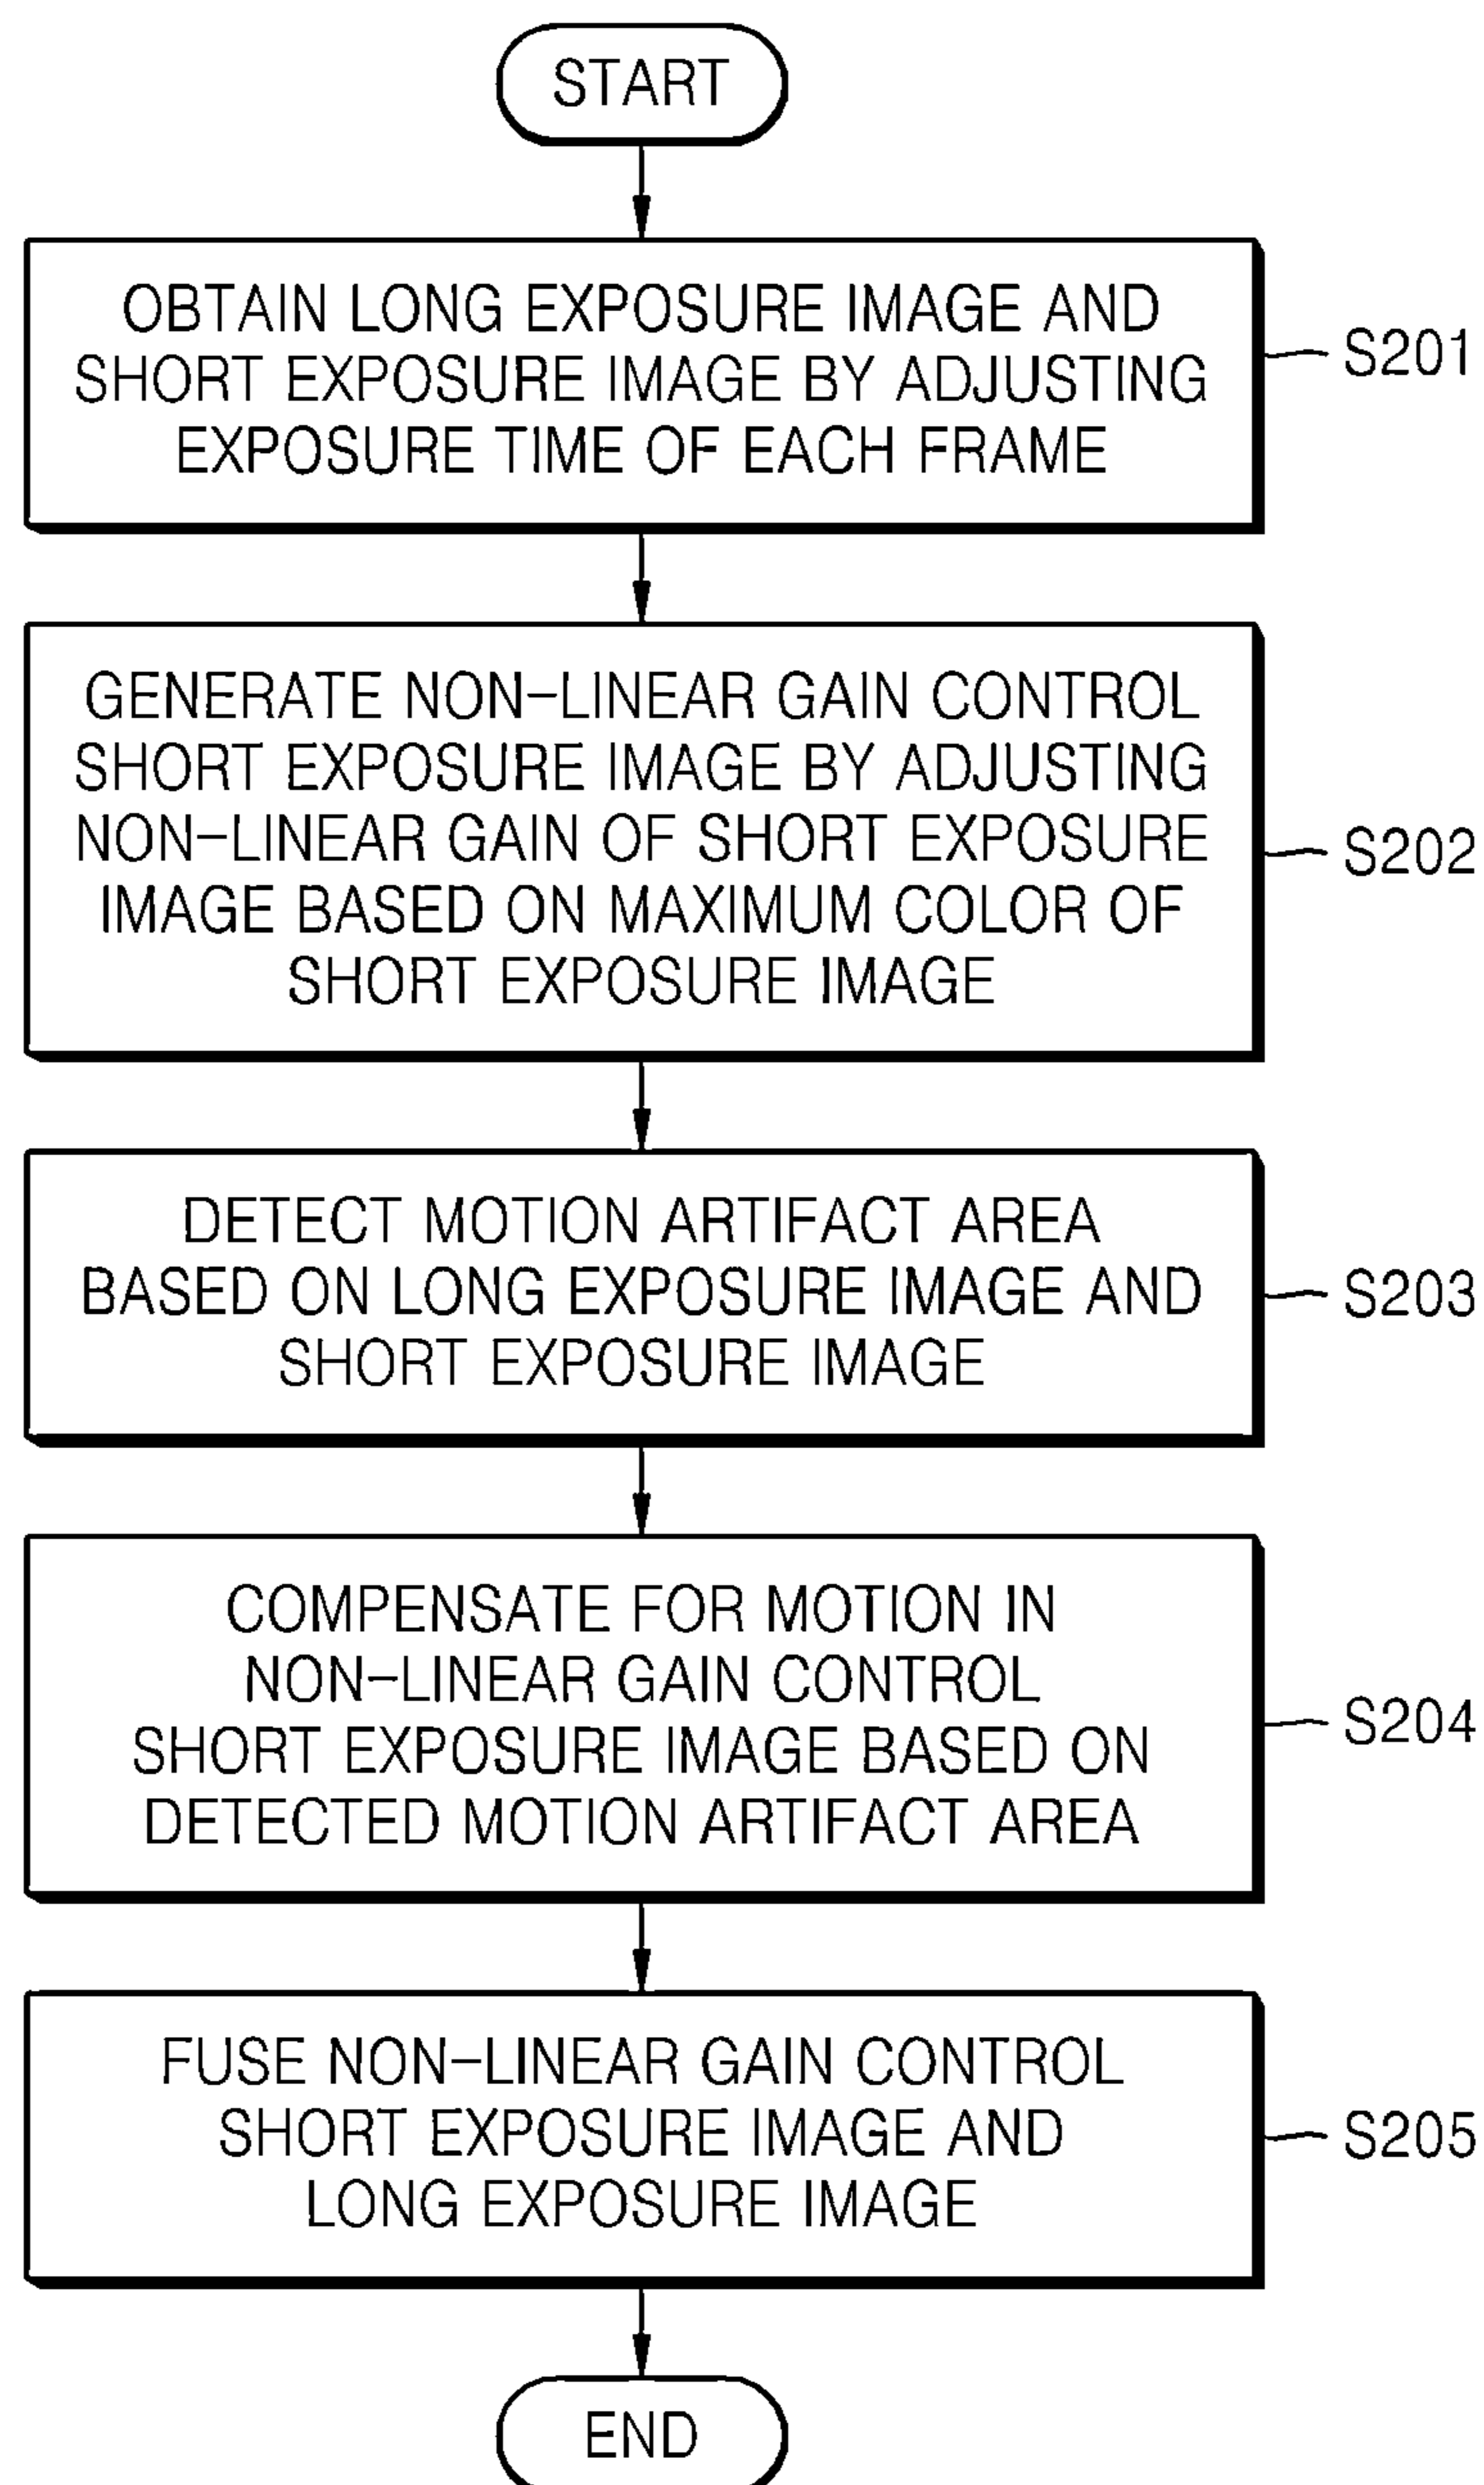 START
OBTAIN LONG EXPOSURE IMAGE AND
SHORT EXPOSURE IMAGE BY ADJUSTING
EXPOSURE TIME OF EACH FRAME
S201
GENERATE NON-LINEAR GAIN CONTROL
SHORT EXPOSURE IMAGE BY ADJUSTING
NON-LINEAR GAIN OF SHORT EXPOSURE
IMAGE BASED ON MAXIMUM COLOR OF
SHORT EXPOSURE IMAGE
S202
DETECT MOTION ARTIFACT AREA
BASED ON LONG EXPOSURE IMAGE AND
SHORT EXPOSURE IMAGE
S203
COMPENSATE FOR MOTION IN
NON-LINEAR GAIN CONTROL
SHORT EXPOSURE IMAGE BASED ON
DETECTED MOTION ARTIFACT AREA
S204
FUSE NON-LINEAR GAIN CONTROL
SHORT EXPOSURE IMAGE AND
LONG EXPOSURE IMAGE
S205
END